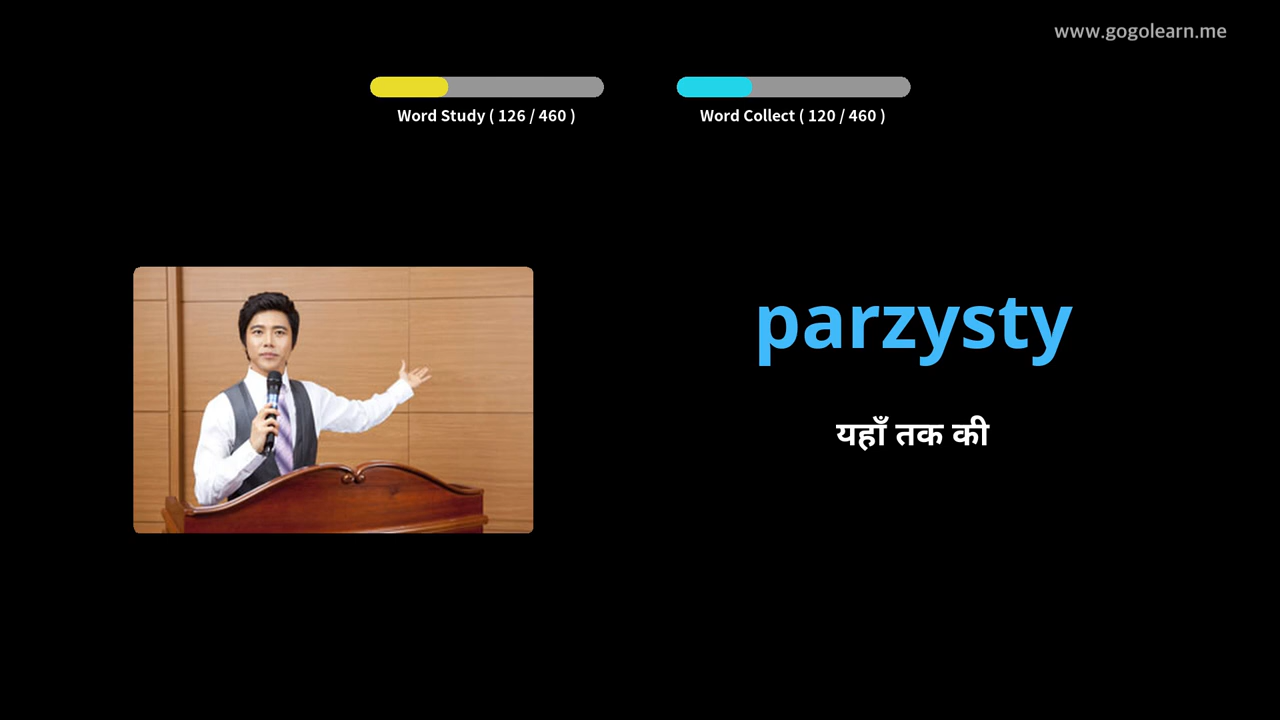 www.gogolearn.me
Word Study ( 126 / 460 )
Word Collect ( 120 / 460 )
parzysty
यहाँ तक की